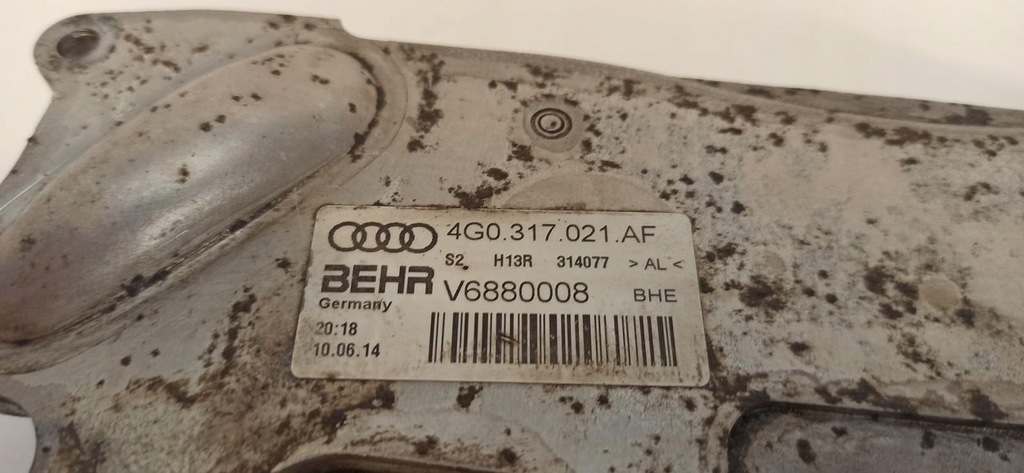 4G0.317.021.AF
S2 H13R 314077 >AL<
BEHR V6880008 BHE
Germany
20:18
10.06.14